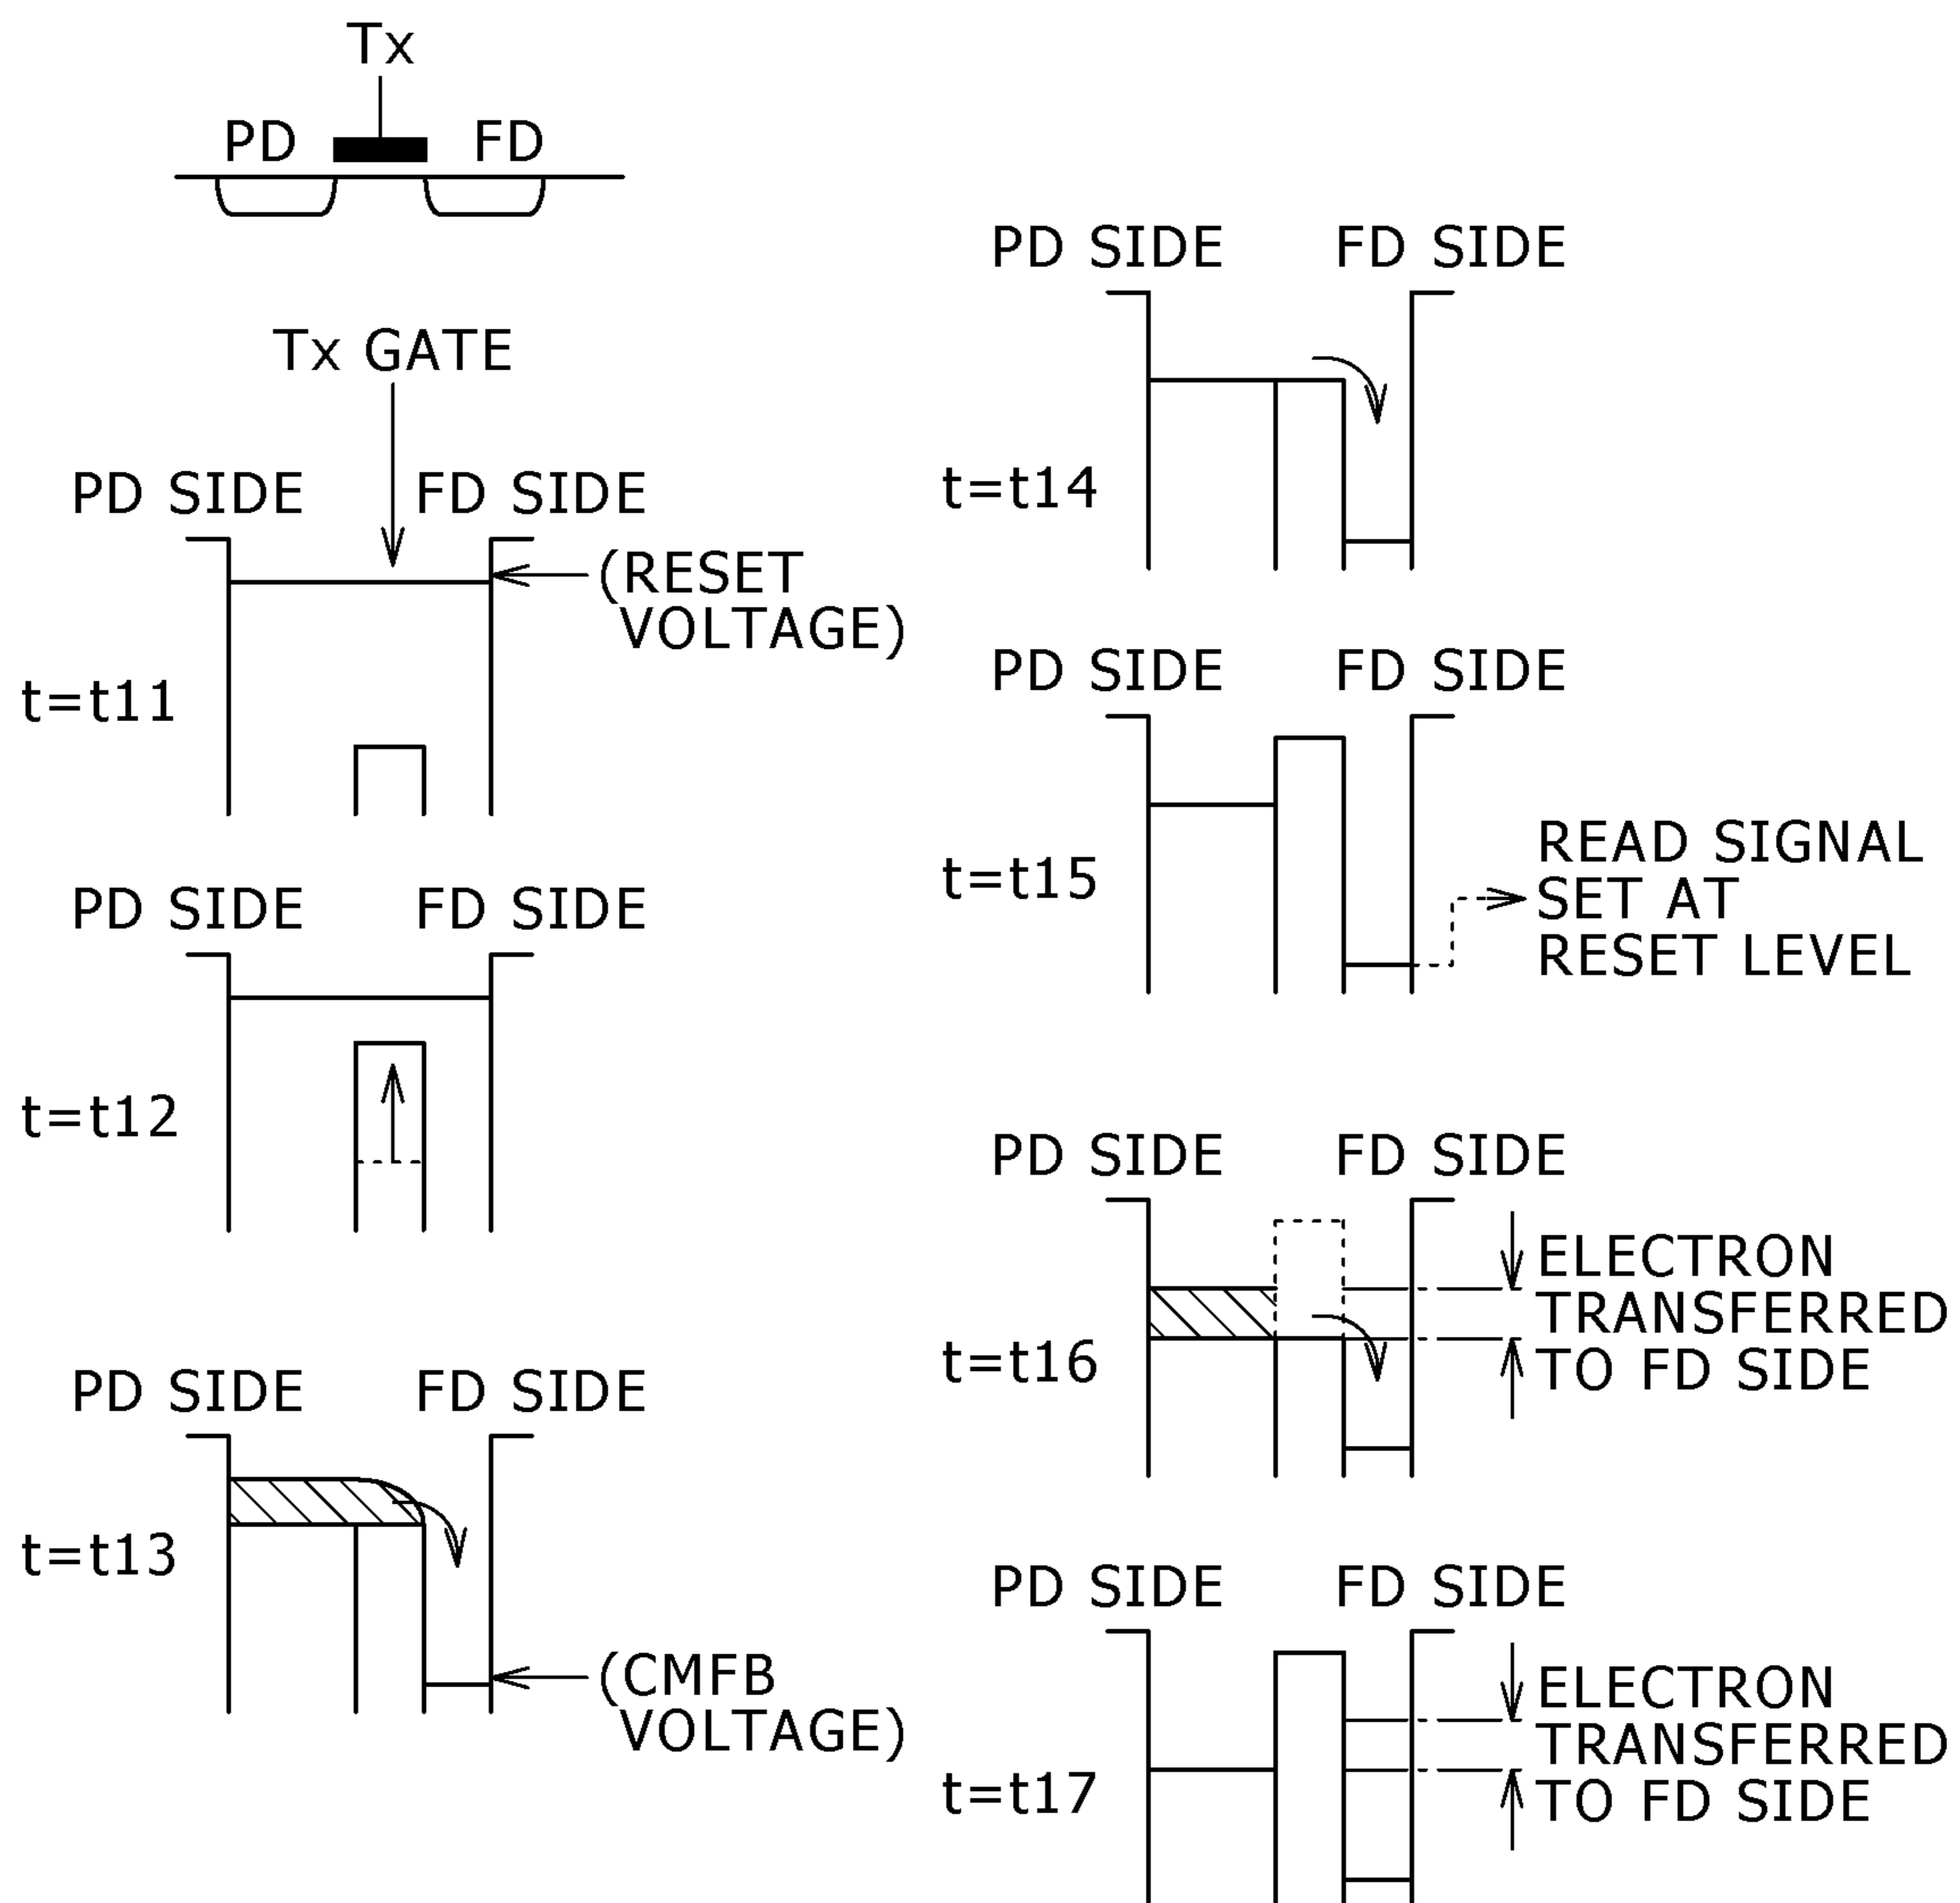 Tx
PD
FD
Tx GATE
PD SIDE
FD SIDE
(RESET
VOLTAGE)
t=t11
PD SIDE
FD SIDE
t=t12
PD SIDE
FD SIDE
t=t13
(CMFB
VOLTAGE)
PD SIDE
FD SIDE
t=t14
PD SIDE
FD SIDE
t=t15
READ SIGNAL
SET AT
RESET LEVEL
PD SIDE
FD SIDE
t=t16
ELECTRON
TRANSFERRED
TO FD SIDE
PD SIDE
FD SIDE
t=t17
ELECTRON
TRANSFERRED
TO FD SIDE